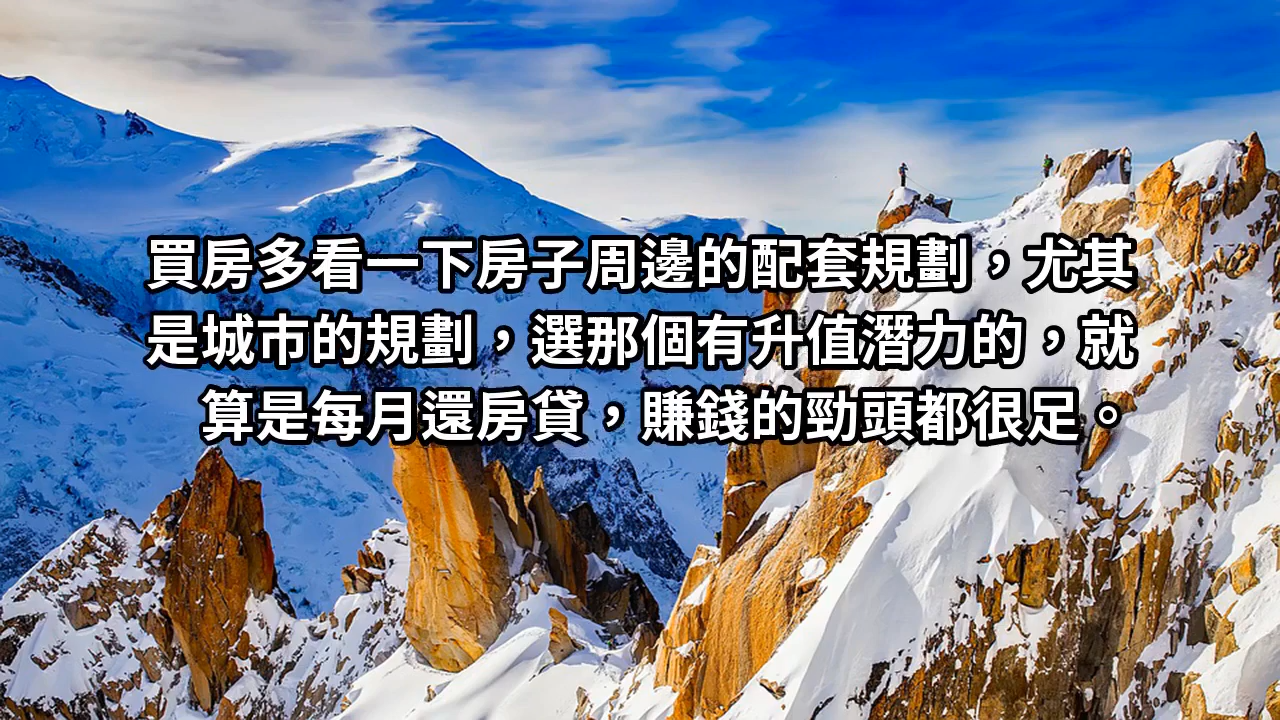 買房多看一下房子周邊的配套規劃，尤其
是城市的規劃，選那個有升值潛力的，就
算是每月還房貸，賺錢的勁頭都很足。